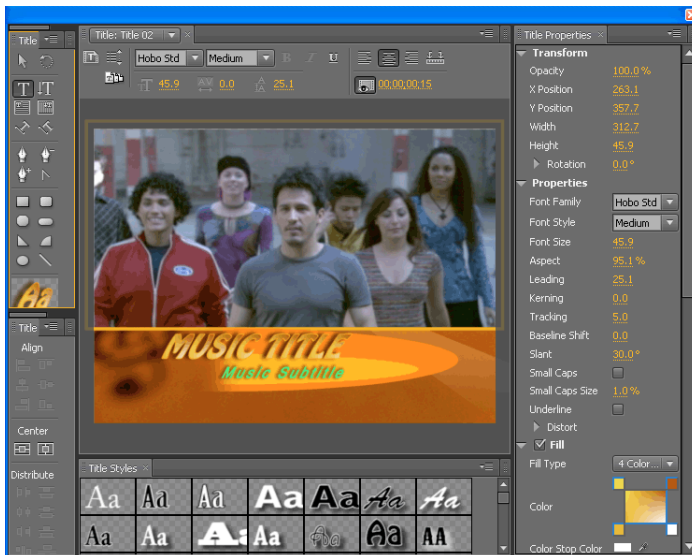 Title
Title: Title 02
Title Properties
Hobo Std
Medium
B I U
45.9
0.0
25.1
00;00;00;15
T
Align
Center
Distribute
MUSIC TITLE
Music Subtitle
Title
Title Styles
Aa Aa Aa Aa Aa Aa Aa
Aa Aa Aa Aa Aa Aa AA
Transform
Opacity 100.0 %
X Position 263.1
Y Position 357.7
Width 312.7
Height 45.9
Rotation 0.0 °
Properties
Font Family Hobo Std
Font Style Medium
Font Size 45.9
Aspect 95.1 %
Leading 25.1
Kerning 0.0
Tracking 5.0
Baseline Shift 0.0
Slant 30.0 °
Small Caps
Small Caps Size 1.0 %
Underline
Distort
Fill
Fill Type 4 Color...
Color
Color Stop Color